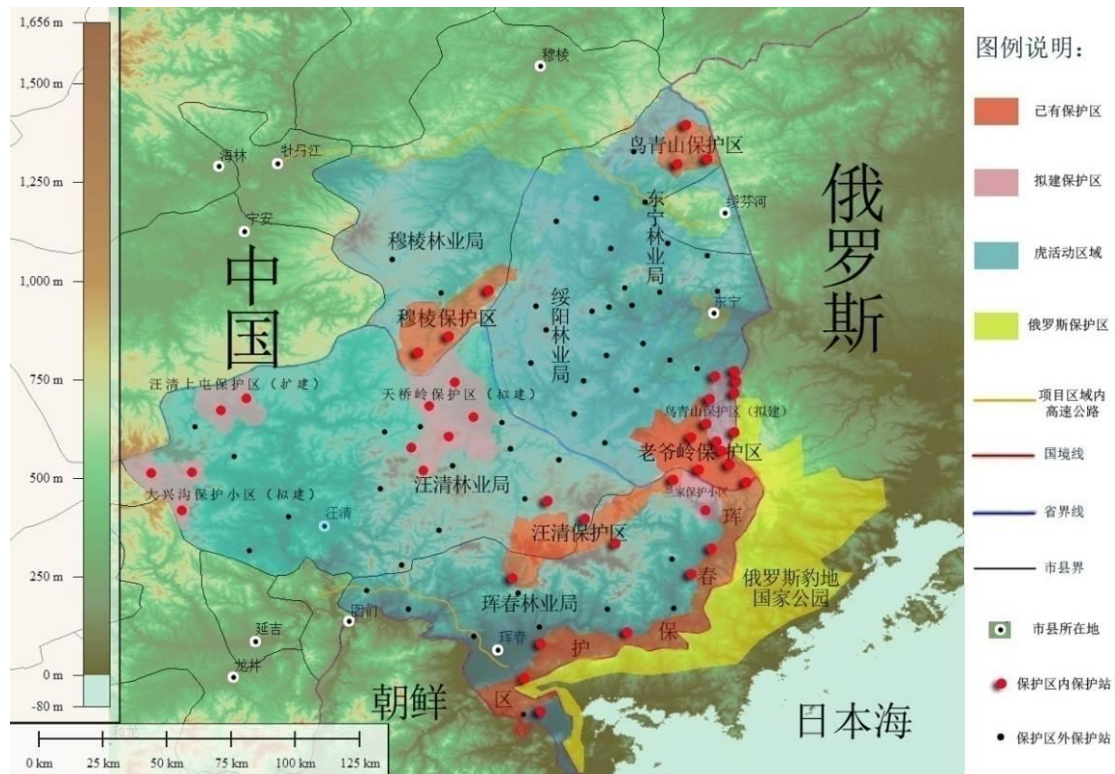 1,656 m
1,500 m
1,250 m
1,000 m
750 m
500 m
250 m
0 m
-80 m
0 km 25 km 50 km 75 km 100 km 125 km
穆棱
海林
牡丹江
宁安
中国
俄罗斯
朝鲜
日本海
鸟青山保护区
东宁林业局
绥芬河
穆棱林业局
绥阳林业局
东宁
穆棱保护区
汪清上屯保护区（扩建）
天桥岭保护区（拟建）
鸟青山保护区（拟建）
老爷岭保护区
大兴沟保护小区（拟建）
汪清林业局
汪清
兰家保护小区
汪清保护区
珲春保护区
俄罗斯豹地
国家公园
珲春林业局
图们
珲春
延吉
龙井
和龙
图例说明：
已有保护区
拟建保护区
虎活动区域
俄罗斯保护区
项目区域内
高速公路
国境线
省界线
市县界
市县所在地
保护区内保护站
保护区外保护站